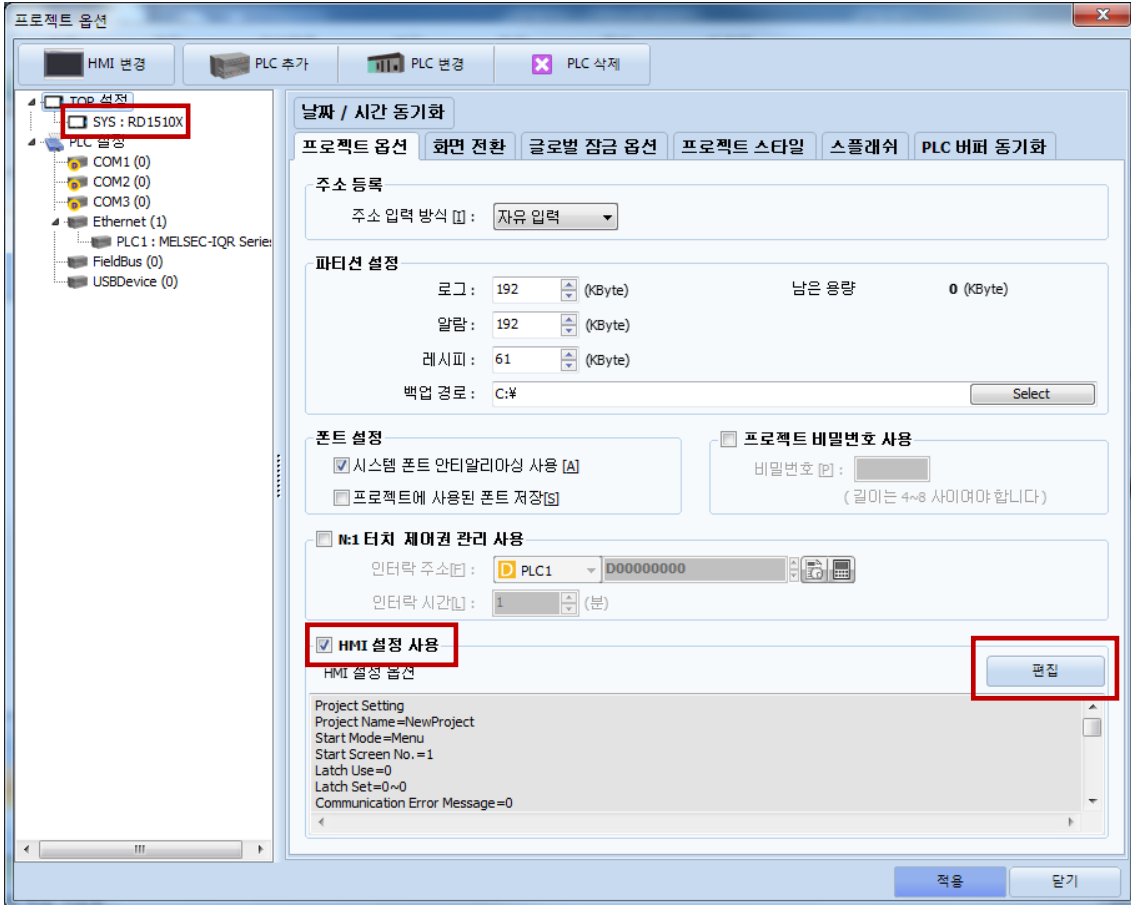 프로젝트 옵션
HMI 변경
PLC 추가
PLC 변경
PLC 삭제
TOP 설정
SYS : RD1510X
PLC 설정
COM1 (0)
COM2 (0)
COM3 (0)
Ethernet (1)
PLC1 : MELSEC-IQR Series
FieldBus (0)
USBDevice (0)
날짜 / 시간 동기화
프로젝트 옵션
화면 전환
글로벌 잠금 옵션
프로젝트 스타일
스플래쉬
PLC 버퍼 동기화
주소 등록
주소 입력 방식 [I] : 자유 입력
파티션 설정
로그 : 192 (KByte) 남은 용량 0 (KByte)
알람 : 192 (KByte)
레시피 : 61 (KByte)
백업 경로 : C:₩ Select
폰트 설정
시스템 폰트 안티알리아싱 사용 [A]
프로젝트에 사용된 폰트 저장[S]
프로젝트 비밀번호 사용
비밀번호 [P] :
( 길이는 4~8 사이여야 합니다 )
N:1 터치 제어권 관리 사용
인터락 주소[F] : D PLC1 D00000000
인터락 시간[L] : 1 (분)
HMI 설정 사용
HMI 설정 옵션
편집
Project Setting
Project Name=NewProject
Start Mode=Menu
Start Screen No.=1
Latch Use=0
Latch Set=0~0
Communication Error Message=0
적용
닫기